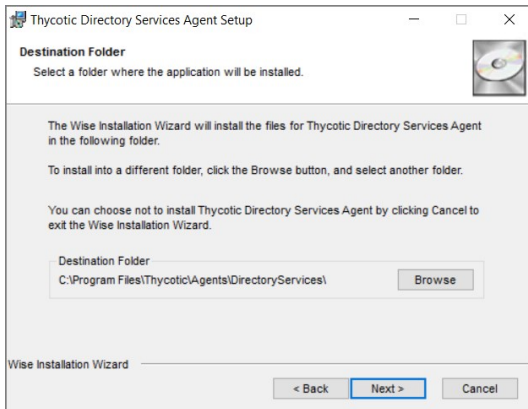 Thycotic Directory Services Agent Setup
Destination Folder
Select a folder where the application will be installed.
The Wise Installation Wizard will install the files for Thycotic Directory Services Agent
in the following folder.
To install into a different folder, click the Browse button, and select another folder.
You can choose not to install Thycotic Directory Services Agent by clicking Cancel to
exit the Wise Installation Wizard.
Destination Folder
C:\Program Files\Thycotic\Agents\DirectoryServices\
Browse
Wise Installation Wizard
< Back
Next >
Cancel